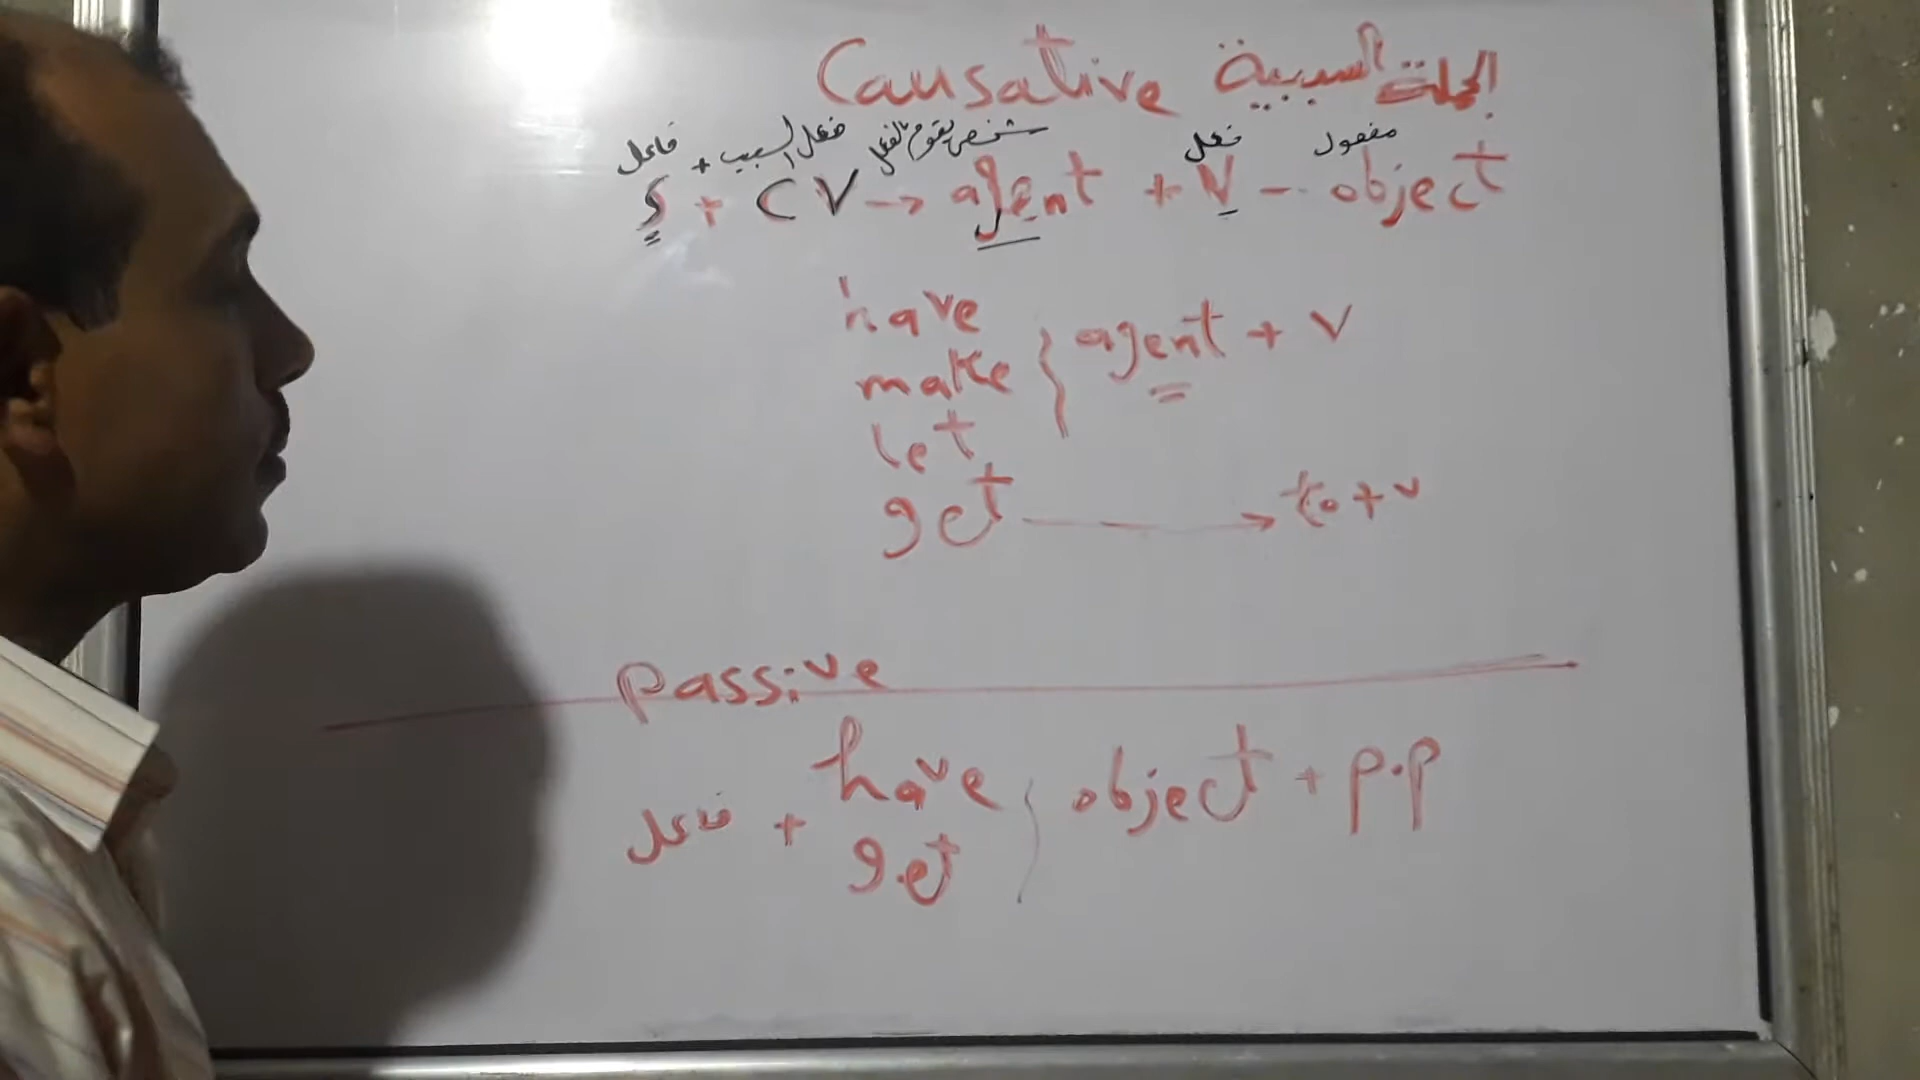 Causative الجملة السببية
فاعل + فعل السبب شخص يقوم بالفعل فعل مفعول
S + CV → agent + V - object
have
make } agent + v
let
get → to + v
passive
فاعل + have } object + p.p
get